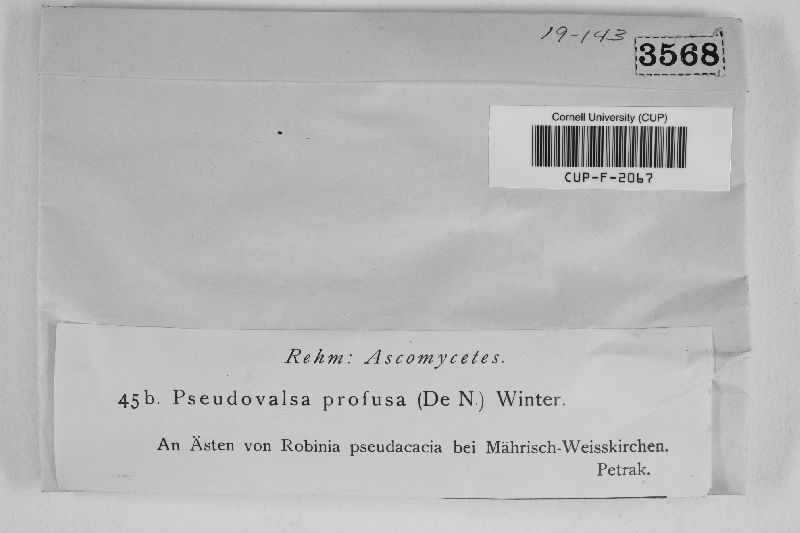 19-143
3568
Cornell University (CUP)
CUP-F-2067
Rehm: Ascomycetes.
45b. Pseudovalsa profusa (De N.) Winter.
An Ästen von Robinia pseudacacia bei Mährisch-Weisskirchen.
Petrak.